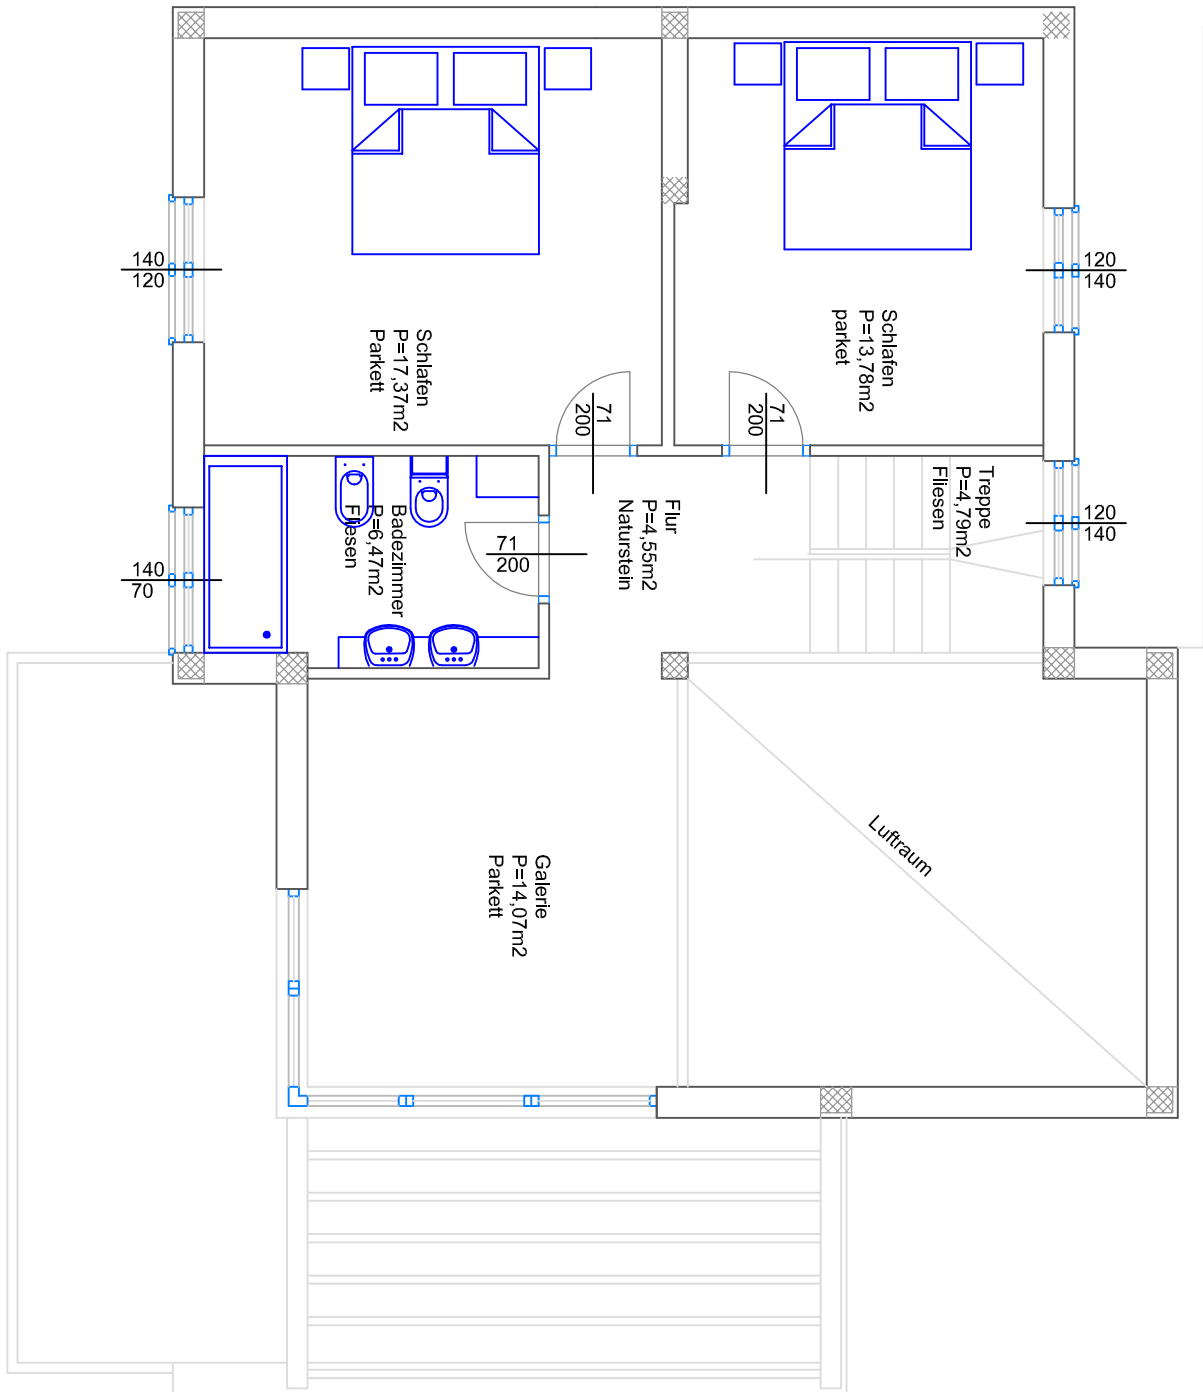 140
120
120
140
Schlafen
P=17,37m2
Parkett
Schlafen
P=13,78m2
parket
71
200
71
200
Treppe
P=4,79m2
Fliesen
120
140
Flur
P=4,55m2
Naturstein
Badezimmer
P=6,47m2
Fliesen
71
200
140
70
Galerie
P=14,07m2
Parkett
Luftraum